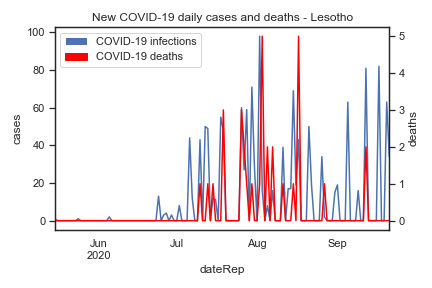 New COVID-19 daily cases and deaths - Lesotho
COVID-19 infections
COVID-19 deaths
100
80
60
40
20
0
cases
5
4
3
2
1
0
deaths
Jun
2020
Jul
Aug
Sep
dateRep